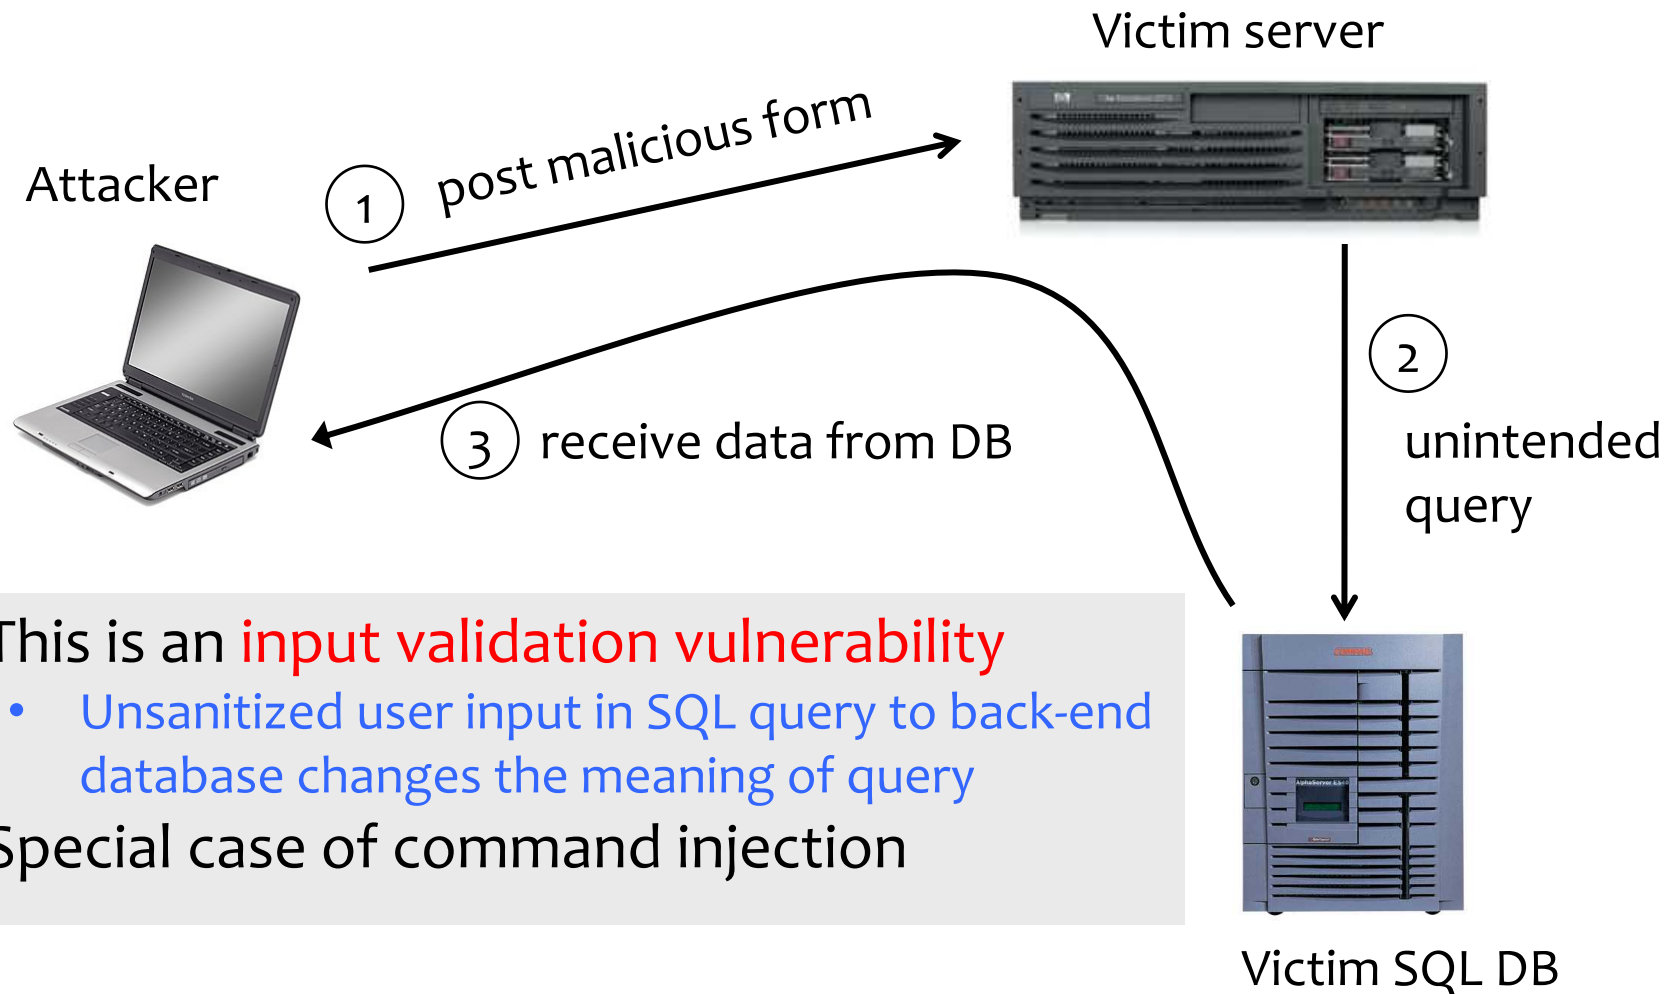 Victim server
Attacker
1 post malicious form
2
unintended
query
3 receive data from DB
This is an input validation vulnerability
• Unsanitized user input in SQL query to back-end
database changes the meaning of query
Special case of command injection
Victim SQL DB